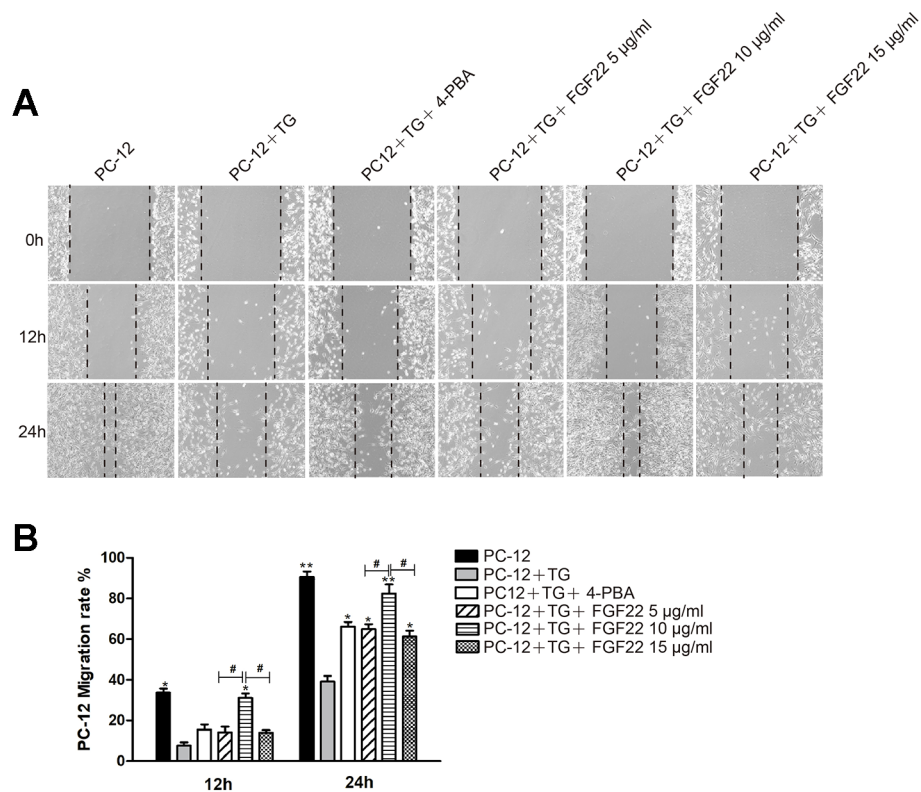 A
PC-12
PC-12+TG
PC12+TG+ 4-PBA
PC-12+TG+ FGF22 5 µg/ml
PC-12+TG+ FGF22 10 µg/ml
PC-12+TG+ FGF22 15 µg/ml
0h
12h
24h
B
PC-12 Migration rate %
100
80
60
40
20
0
*
#
#
*
**
*
*
#
#
**
*
12h
24h
PC-12
PC-12+TG
PC12+TG+ 4-PBA
PC-12+TG+ FGF22 5 µg/ml
PC-12+TG+ FGF22 10 µg/ml
PC-12+TG+ FGF22 15 µg/ml